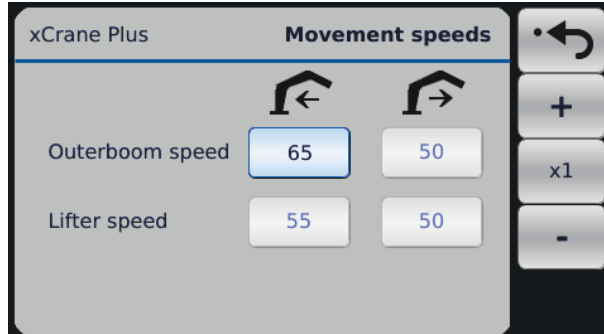 xCrane Plus Movement speeds
+
Outerboom speed 65 50
x1
Lifter speed 55 50
-